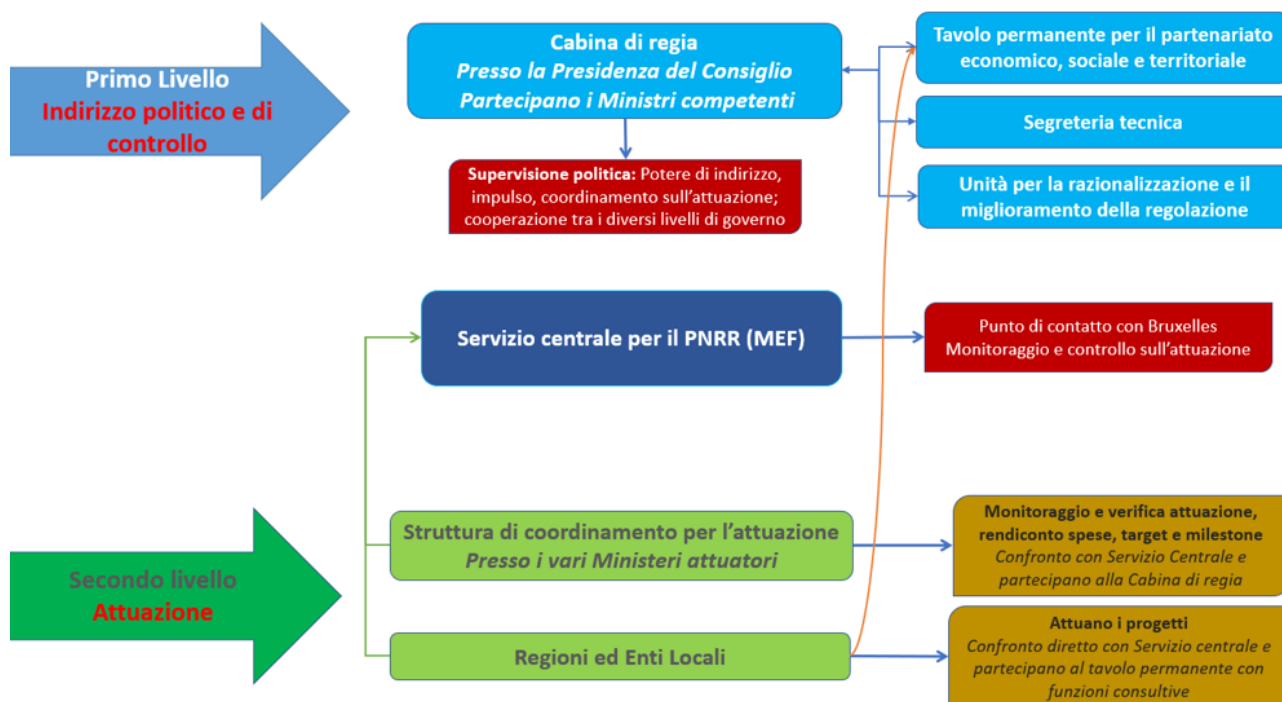 Primo Livello
Indirizzo politico e di
controllo
Cabina di regia
Presso la Presidenza del Consiglio
Partecipano i Ministri competenti
Supervisione politica: Potere di indirizzo,
impulso, coordinamento sull'attuazione;
cooperazione tra i diversi livelli di governo
Tavolo permanente per il partenariato
economico, sociale e territoriale
Segreteria tecnica
Unità per la razionalizzazione e il
miglioramento della regolazione
Servizio centrale per il PNRR (MEF)
Punto di contatto con Bruxelles
Monitoraggio e controllo sull'attuazione
Secondo livello
Attuazione
Struttura di coordinamento per l'attuazione
Presso i vari Ministeri attuatori
Monitoraggio e verifica attuazione,
rendiconto spese, target e milestone
Confronto con Servizio Centrale e
partecipano alla Cabina di regia
Regioni ed Enti Locali
Attuano i progetti
Confronto diretto con Servizio centrale e
partecipano al tavolo permanente con
funzioni consultive